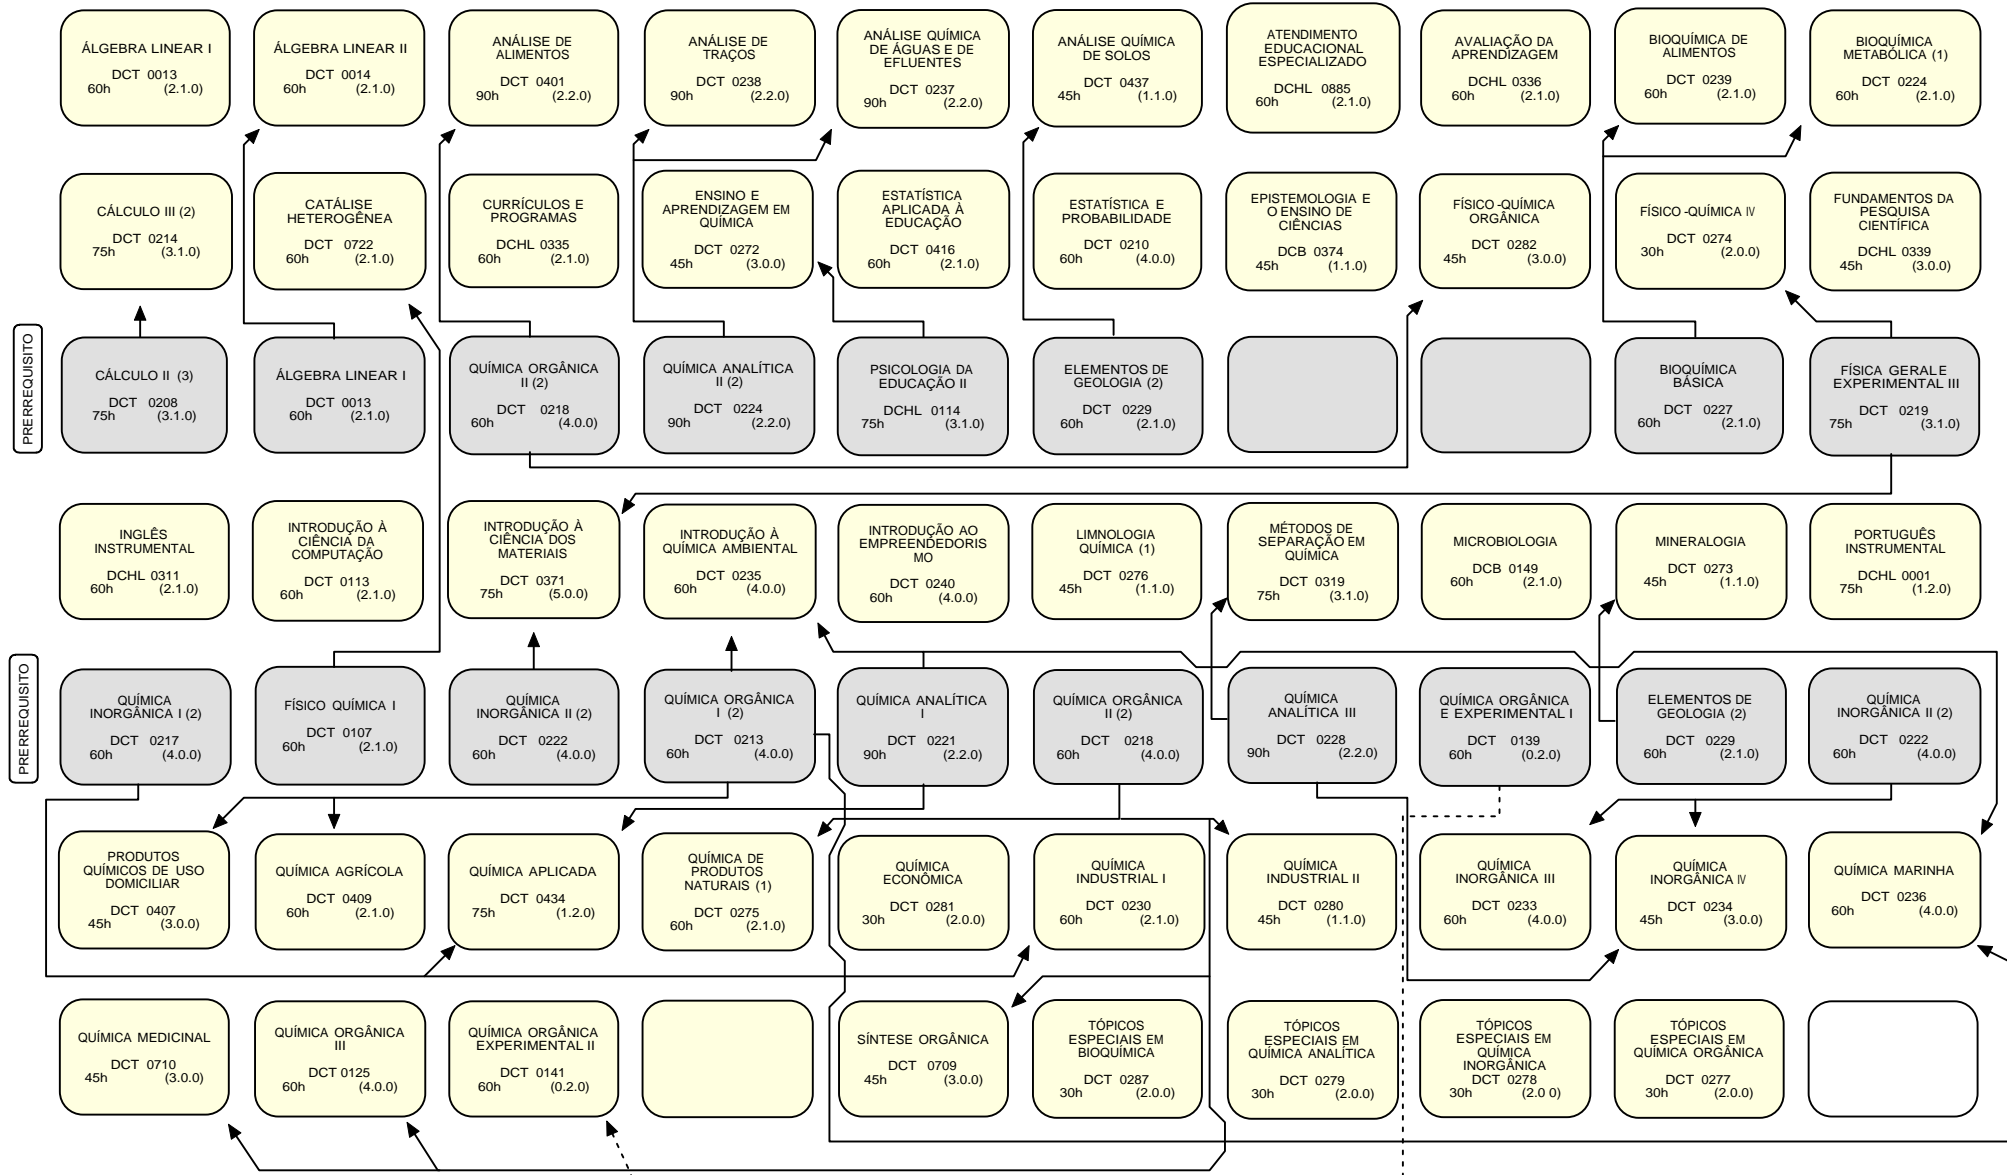 ÁLGEBRA LINEAR I
DCT 0013
60h (2.1.0)
ÁLGEBRA LINEAR II
DCT 0014
60h (2.1.0)
ANÁLISE DE
ALIMENTOS
DCT 0401
90h (2.2.0)
ANÁLISE DE
TRAÇOS
DCT 0238
90h (2.2.0)
ANÁLISE QUÍMICA
DE ÁGUAS E DE
EFLUENTES
DCT 0237
90h (2.2.0)
ANÁLISE QUÍMICA
DE SOLOS
DCT 0437
45h (1.1.0)
ATENDIMENTO
EDUCACIONAL
ESPECIALIZADO
DCHL 0885
60h (2.1.0)
AVALIAÇÃO DA
APRENDIZAGEM
DCHL 0336
60h (2.1.0)
BIOQUÍMICA DE
ALIMENTOS
DCT 0239
60h (2.1.0)
BIOQUÍMICA
METABÓLICA (1)
DCT 0224
60h (2.1.0)
CÁLCULO III (2)
DCT 0214
75h (3.1.0)
CATÁLISE
HETEROGÊNEA
DCT 0722
60h (2.1.0)
CURRÍCULOS E
PROGRAMAS
DCHL 0335
60h (2.1.0)
ENSINO E
APRENDIZAGEM EM
QUÍMICA
DCT 0272
45h (3.0.0)
ESTATÍSTICA
APLICADA À
EDUCAÇÃO
DCT 0416
60h (2.1.0)
ESTATÍSTICA E
PROBABILIDADE
DCT 0210
60h (4.0.0)
EPISTEMOLOGIA E
O ENSINO DE
CIÊNCIAS
DCB 0374
45h (1.1.0)
FÍSICO-QUÍMICA
ORGÂNICA
DCT 0282
45h (3.0.0)
FÍSICO-QUÍMICA IV
DCT 0274
30h (2.0.0)
FUNDAMENTOS DA
PESQUISA
CIENTÍFICA
DCHL 0339
45h (3.0.0)
PRERREQUISITO
CÁLCULO II (3)
DCT 0208
75h (3.1.0)
ÁLGEBRA LINEAR I
DCT 0013
60h (2.1.0)
QUÍMICA ORGÂNICA
II (2)
DCT 0218
60h (4.0.0)
QUÍMICA ANALÍTICA
II (2)
DCT 0224
90h (2.2.0)
PSICOLOGIA DA
EDUCAÇÃO II
DCHL 0114
75h (3.1.0)
ELEMENTOS DE
GEOLOGIA (2)
DCT 0229
60h (2.1.0)
BIOQUÍMICA
BÁSICA
DCT 0227
60h (2.1.0)
FÍSICA GERAL E
EXPERIMENTAL III
DCT 0219
75h (3.1.0)
INGLÊS
INSTRUMENTAL
DCHL 0311
60h (2.1.0)
INTRODUÇÃO À
CIÊNCIA DA
COMPUTAÇÃO
DCT 0113
60h (2.1.0)
INTRODUÇÃO À
CIÊNCIA DOS
MATERIAIS
DCT 0371
75h (5.0.0)
INTRODUÇÃO À
QUÍMICA AMBIENTAL
DCT 0235
60h (4.0.0)
INTRODUÇÃO AO
EMPREENDEDORIS
MO
DCT 0240
60h (4.0.0)
LIMNOLOGIA
QUÍMICA (1)
DCT 0276
45h (1.1.0)
MÉTODOS DE
SEPARAÇÃO EM
QUÍMICA
DCT 0319
75h (3.1.0)
MICROBIOLOGIA
DCB 0149
60h (2.1.0)
MINERALOGIA
DCT 0273
45h (1.1.0)
PORTUGUÊS
INSTRUMENTAL
DCHL 0001
75h (1.2.0)
PRERREQUISITO
QUÍMICA
INORGÂNICA I (2)
DCT 0217
60h (4.0.0)
FÍSICO QUÍMICA I
DCT 0107
60h (2.1.0)
QUÍMICA
INORGÂNICA II (2)
DCT 0222
60h (4.0.0)
QUÍMICA ORGÂNICA
I (2)
DCT 0213
60h (4.0.0)
QUÍMICA ANALÍTICA
I
DCT 0221
90h (2.2.0)
QUÍMICA ORGÂNICA
II (2)
DCT 0218
60h (4.0.0)
QUÍMICA
ANALÍTICA III
DCT 0228
90h (2.2.0)
QUÍMICA ORGÂNICA
E EXPERIMENTAL I
DCT 0139
60h (0.2.0)
ELEMENTOS DE
GEOLOGIA (2)
DCT 0229
60h (2.1.0)
QUÍMICA
INORGÂNICA II (2)
DCT 0222
60h (4.0.0)
PRODUTOS
QUÍMICOS DE USO
DOMICILIAR
DCT 0407
45h (3.0.0)
QUÍMICA AGRÍCOLA
DCT 0409
60h (2.1.0)
QUÍMICA APLICADA
DCT 0434
75h (1.2.0)
QUÍMICA DE
PRODUTOS
NATURAIS (1)
DCT 0275
60h (2.1.0)
QUÍMICA
ECONÔMICA
DCT 0281
30h (2.0.0)
QUÍMICA
INDUSTRIAL I
DCT 0230
60h (2.1.0)
QUÍMICA
INDUSTRIAL II
DCT 0280
45h (1.1.0)
QUÍMICA
INORGÂNICA III
DCT 0233
60h (4.0.0)
QUÍMICA
INORGÂNICA IV
DCT 0234
45h (3.0.0)
QUÍMICA MARINHA
DCT 0236
60h (4.0.0)
QUÍMICA MEDICINAL
DCT 0710
45h (3.0.0)
QUÍMICA ORGÂNICA
III
DCT 0125
60h (4.0.0)
QUÍMICA ORGÂNICA
EXPERIMENTAL II
DCT 0141
60h (0.2.0)
SÍNTESE ORGÂNICA
DCT 0709
45h (3.0.0)
TÓPICOS
ESPECIAIS EM
BIOQUÍMICA
DCT 0287
30h (2.0.0)
TÓPICOS
ESPECIAIS EM
QUÍMICA ANALÍTICA
DCT 0279
30h (2.0.0)
TÓPICOS
ESPECIAIS EM
QUÍMICA
INORGÂNICA
DCT 0278
30h (2.0 0)
TÓPICOS
ESPECIAIS EM
QUÍMICA ORGÂNICA
DCT 0277
30h (2.0.0)